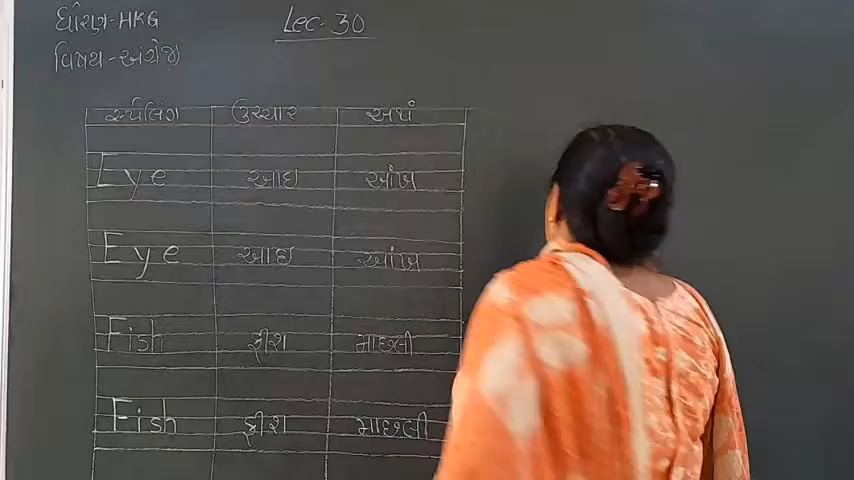 ધોરણ-HKG
Lec-30
વિષય-અંગ્રેજી
સ્પેલિંગ ઉચ્ચાર અર્થ
Eye આઇ આંખ
Eye આઇ આંખ
Fish ફીશ માછલી
Fish ફીશ માછલી